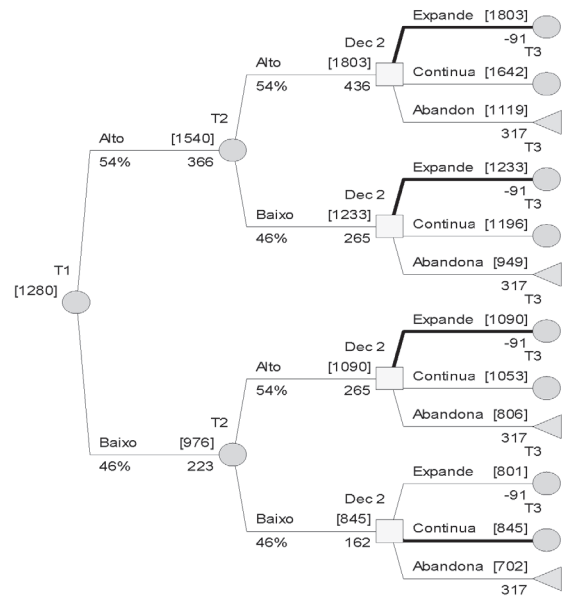 Expande [1803]
-91
Dec 2
T3
Alto [1803]
Continua [1642]
54% 436
Abandon [1119]
T2
317
Alto [1540]
T3
54% 366
Expande [1233]
-91
Dec 2
T3
Baixo [1233]
Continua [1196]
46% 265
Abandona [949]
T1
317
[1280]
T3
Expande [1090]
-91
Dec 2
T3
Alto [1090]
Continua [1053]
54% 265
Abandona [806]
T2
317
Baixo [976]
T3
46% 223
Expande [801]
-91
Dec 2
T3
Baixo [845]
Continua [845]
46% 162
Abandona [702]
317